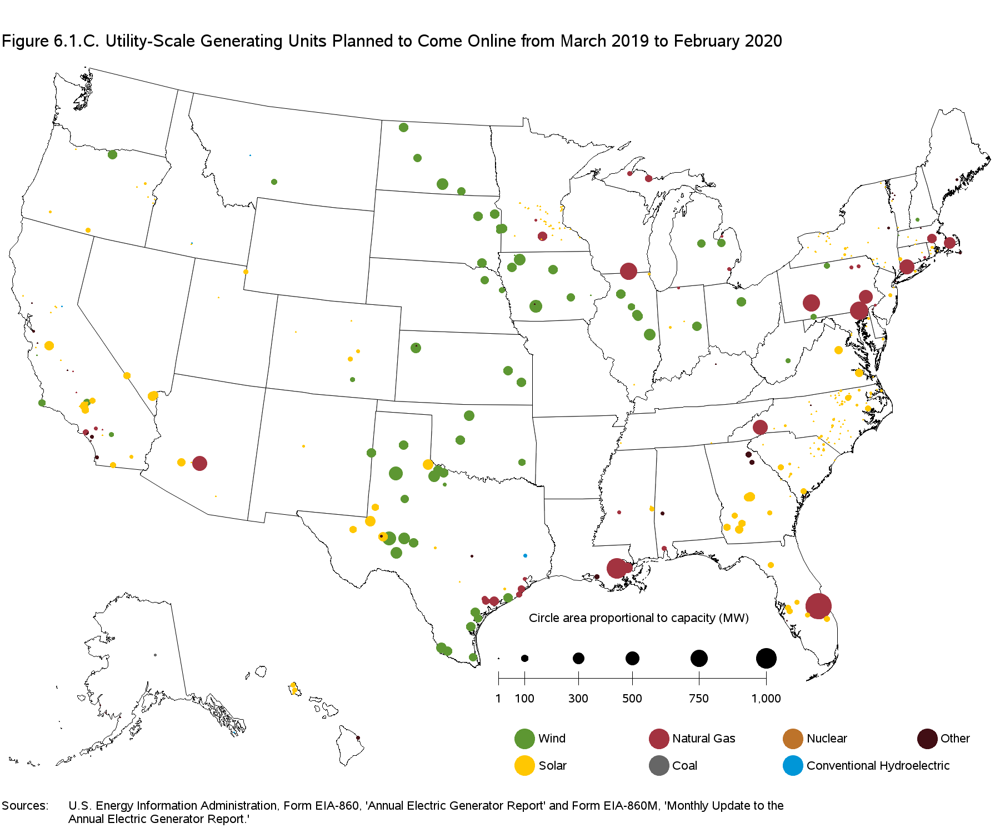 Figure 6.1.C. Utility-Scale Generating Units Planned to Come Online from March 2019 to February 2020
Circle area proportional to capacity (MW)
1 100 300 500 750 1,000
Wind Natural Gas Nuclear Other
Solar Coal Conventional Hydroelectric
Sources: U.S. Energy Information Administration, Form EIA-860, 'Annual Electric Generator Report' and Form EIA-860M, 'Monthly Update to the
Annual Electric Generator Report.'